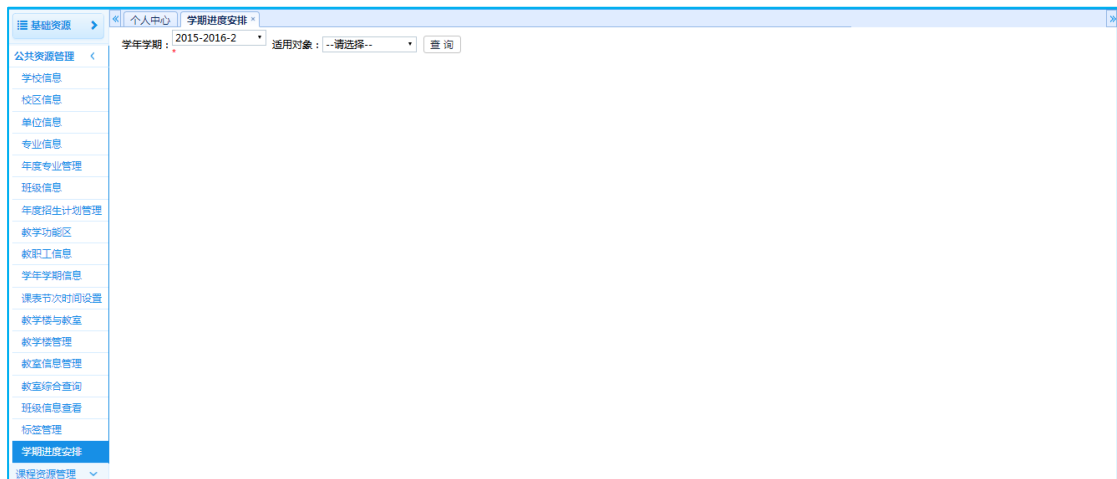 基础资源
个人中心 学期进度安排 ×
学年学期： 2015-2016-2 * 适用对象： --请选择-- 查 询
公共资源管理
学校信息
校区信息
单位信息
专业信息
年度专业管理
班级信息
年度招生计划管理
教学功能区
教职工信息
学年学期信息
课表节次时间设置
教学楼与教室
教学楼管理
教室信息管理
教室综合查询
班级信息查看
标签管理
学期进度安排
课程资源管理